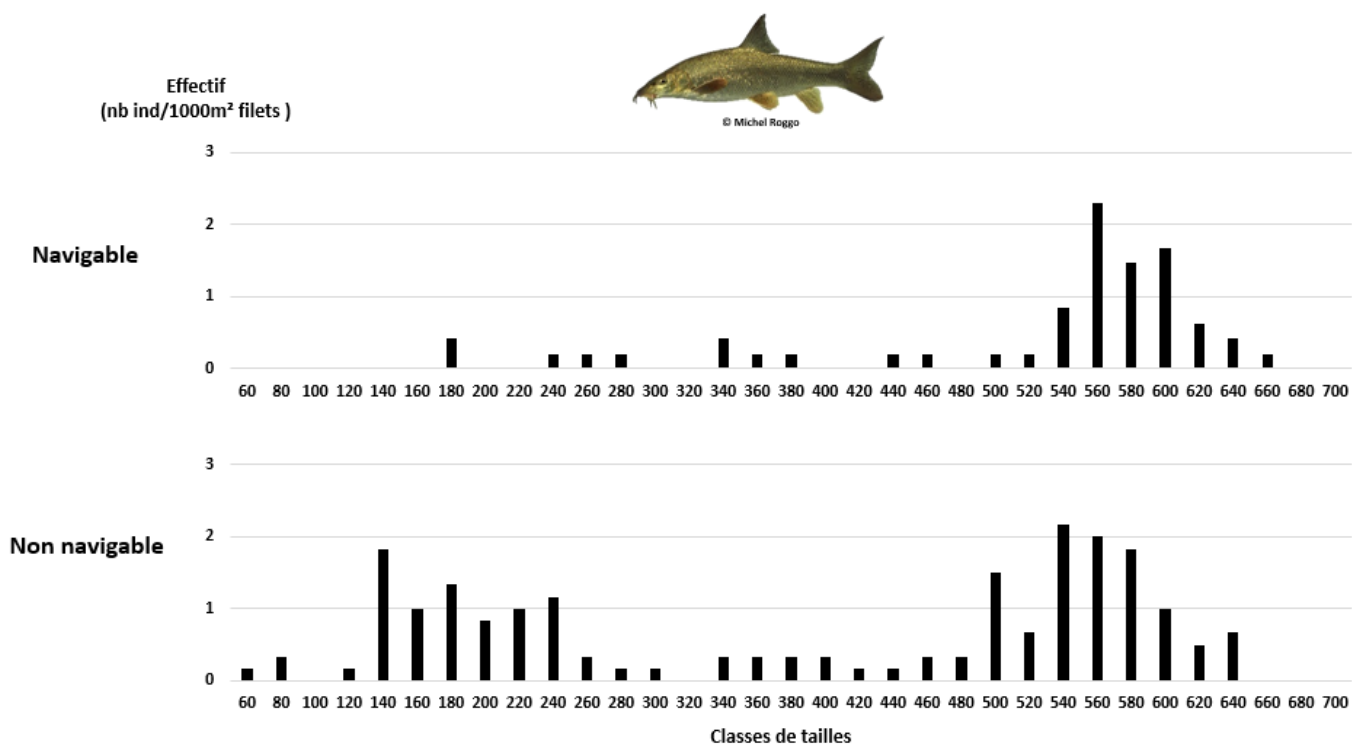 Effectif
(nb ind/1000m² filets )
© Michel Roggo
3
2
1
0
Navigable
60 80 100 120 140 160 180 200 220 240 260 280 300 320 340 360 380 400 420 440 460 480 500 520 540 560 580 600 620 640 660 680 700
3
2
1
0
Non navigable
60 80 100 120 140 160 180 200 220 240 260 280 300 320 340 360 380 400 420 440 460 480 500 520 540 560 580 600 620 640 660 680 700
Classes de tailles